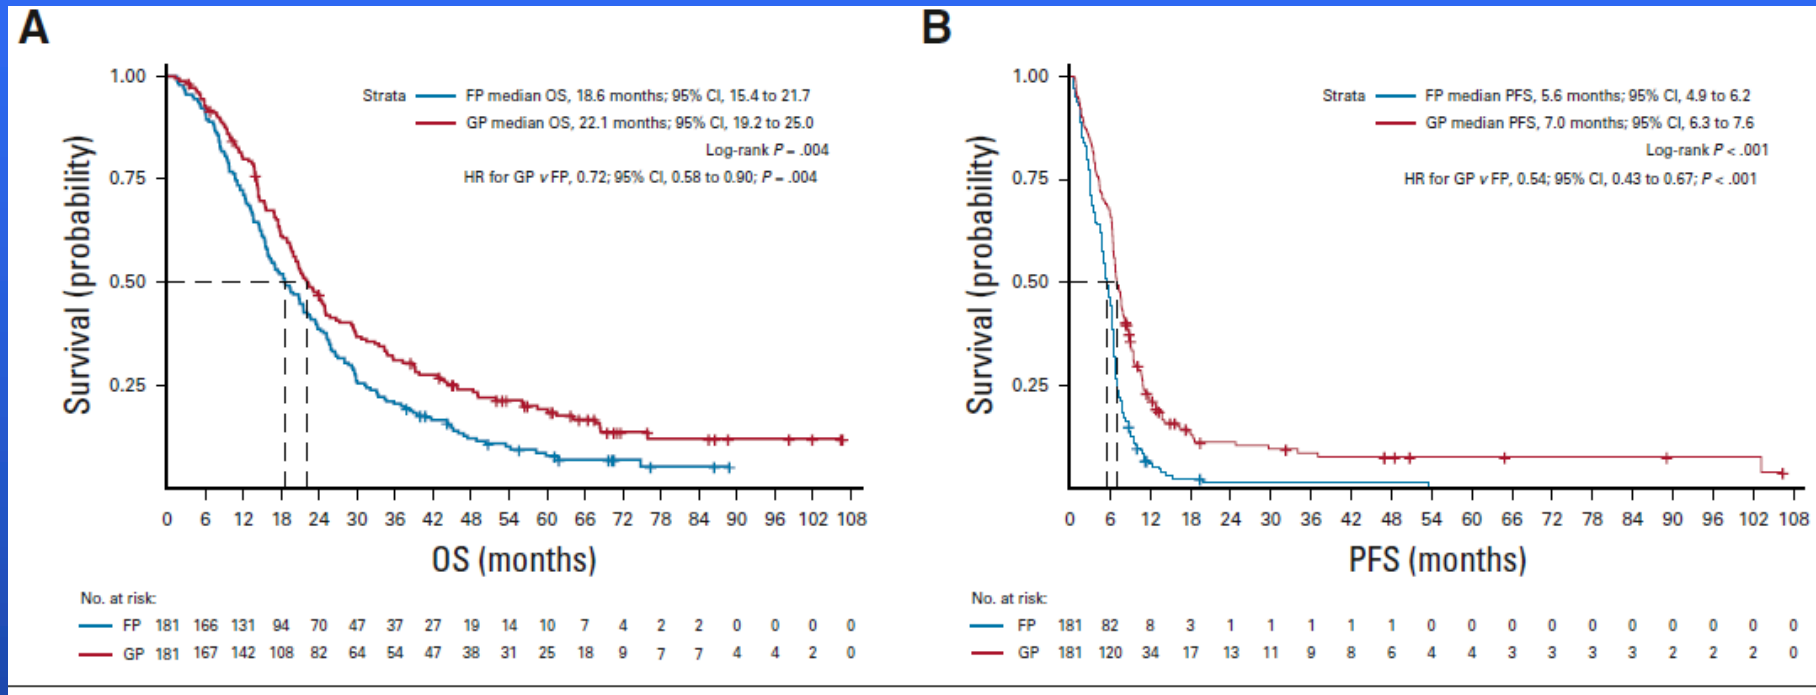 A
1.00
0.75
0.50
0.25
Survival (probability)
Strata
FP median OS, 18.6 months; 95% CI, 15.4 to 21.7
GP median OS, 22.1 months; 95% CI, 19.2 to 25.0
Log-rank P = .004
HR for GP v FP, 0.72; 95% CI, 0.58 to 0.90; P = .004
0 6 12 18 24 30 36 42 48 54 60 66 72 78 84 90 96 102 108
OS (months)
No. at risk:
FP 181 166 131 94 70 47 37 27 19 14 10 7 4 2 2 0 0 0 0
GP 181 167 142 108 82 64 54 47 38 31 25 18 9 7 7 4 4 2 0
B
1.00
0.75
0.50
0.25
Survival (probability)
Strata
FP median PFS, 5.6 months; 95% CI, 4.9 to 6.2
GP median PFS, 7.0 months; 95% CI, 6.3 to 7.6
Log-rank P < .001
HR for GP v FP, 0.54; 95% CI, 0.43 to 0.67; P < .001
0 6 12 18 24 30 36 42 48 54 60 66 72 78 84 90 96 102 108
PFS (months)
No. at risk:
FP 181 82 8 3 1 1 1 1 1 0 0 0 0 0 0 0 0 0 0
GP 181 120 34 17 13 11 9 8 6 4 4 3 3 3 3 2 2 2 0